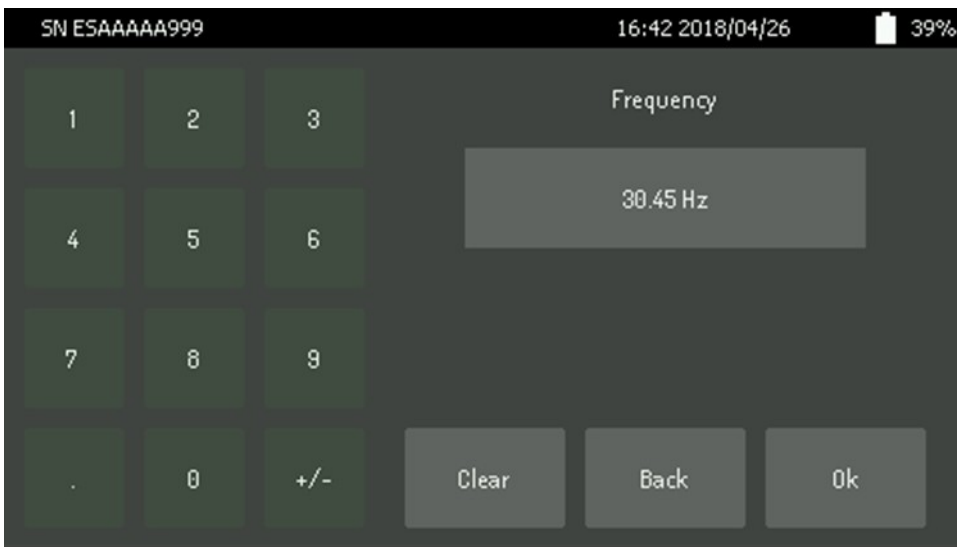 SN ESAAAAA999 16:42 2018/04/26 39%
Frequency
1 2 3
30.45 Hz
4 5 6
7 8 9
. 0 +/- Clear Back Ok